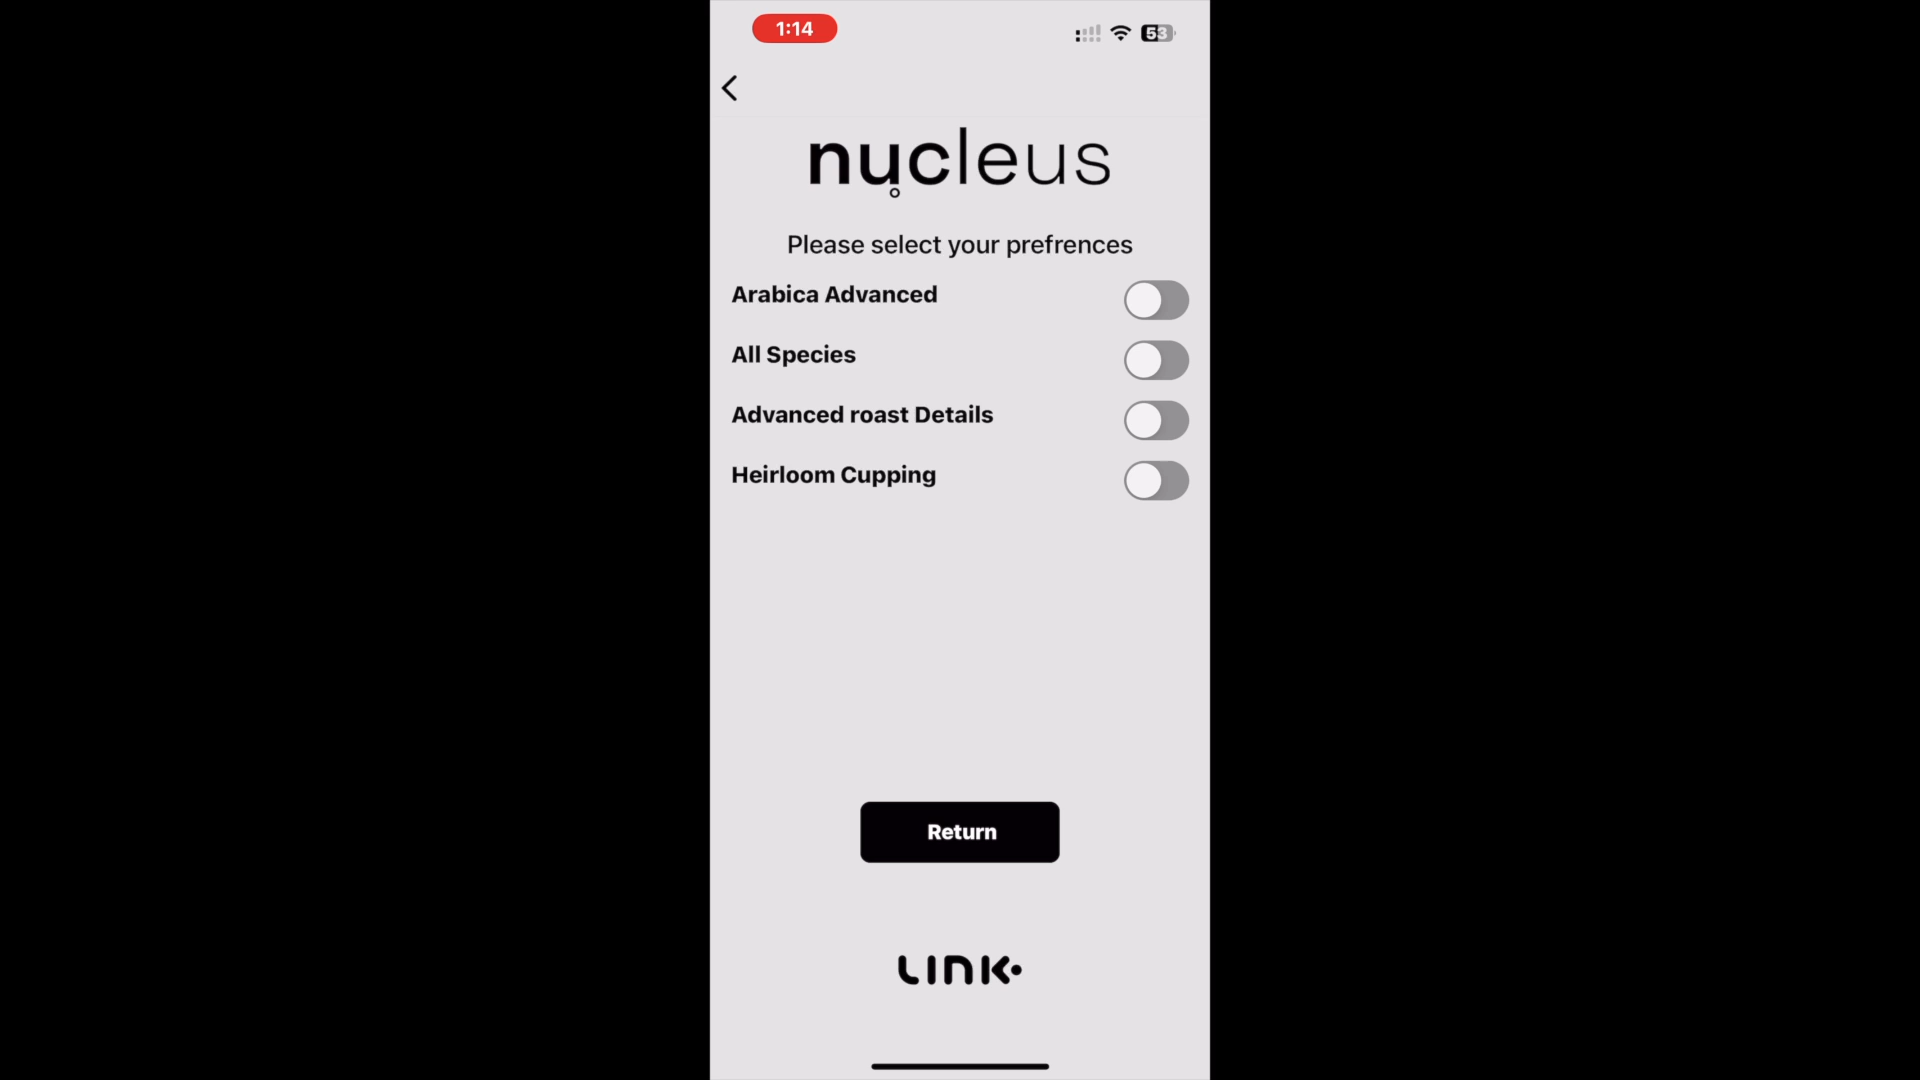 1:14
53
nucleus
Please select your prefrences
Arabica Advanced
All Species
Advanced roast Details
Heirloom Cupping
Return
LINK